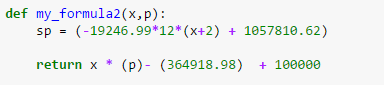 def my_formula2(x,p):
    sp = (-19246.99*12*(x+2) + 1057810.62)
    return x * (p)- (364918.98)  + 100000